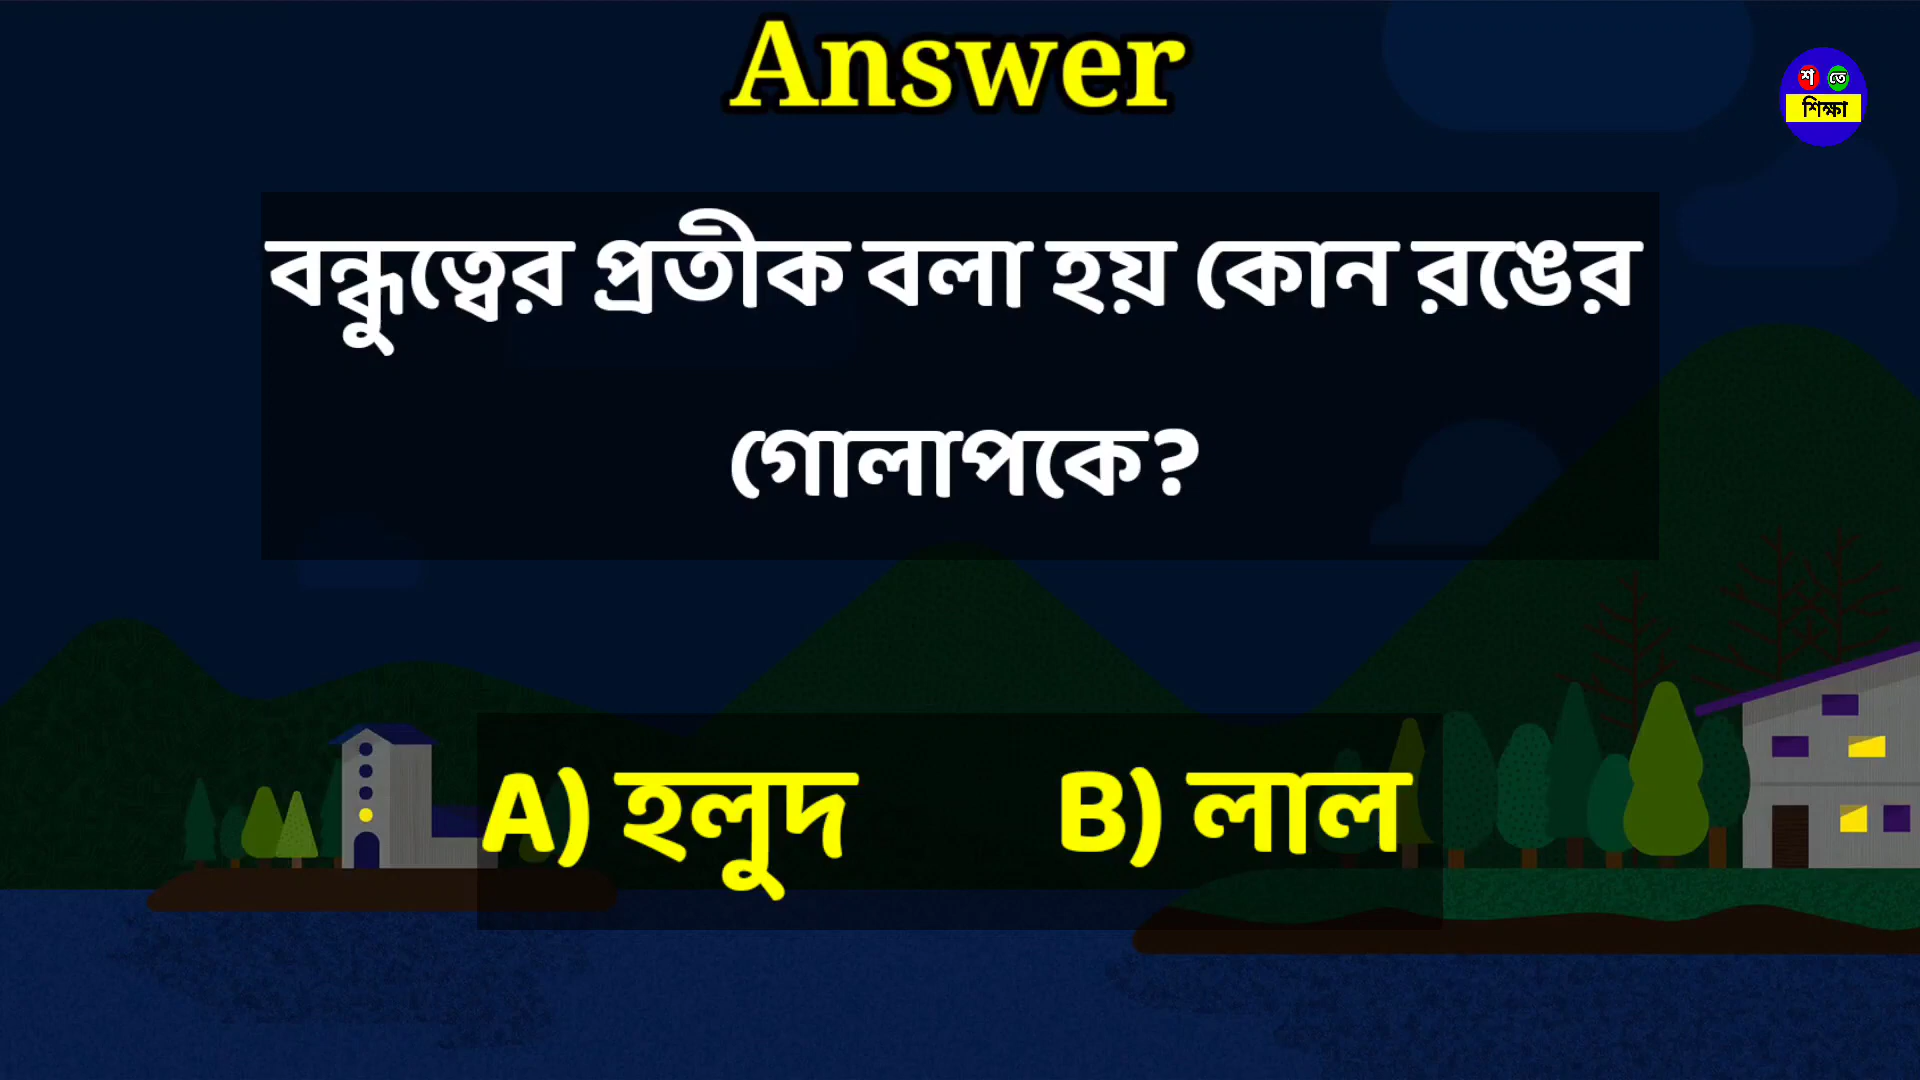 Answer
শ তে
শিক্ষা
বন্ধুত্বের প্রতীক বলা হয় কোন রঙের
গোলাপকে?
A) হলুদ B) লাল